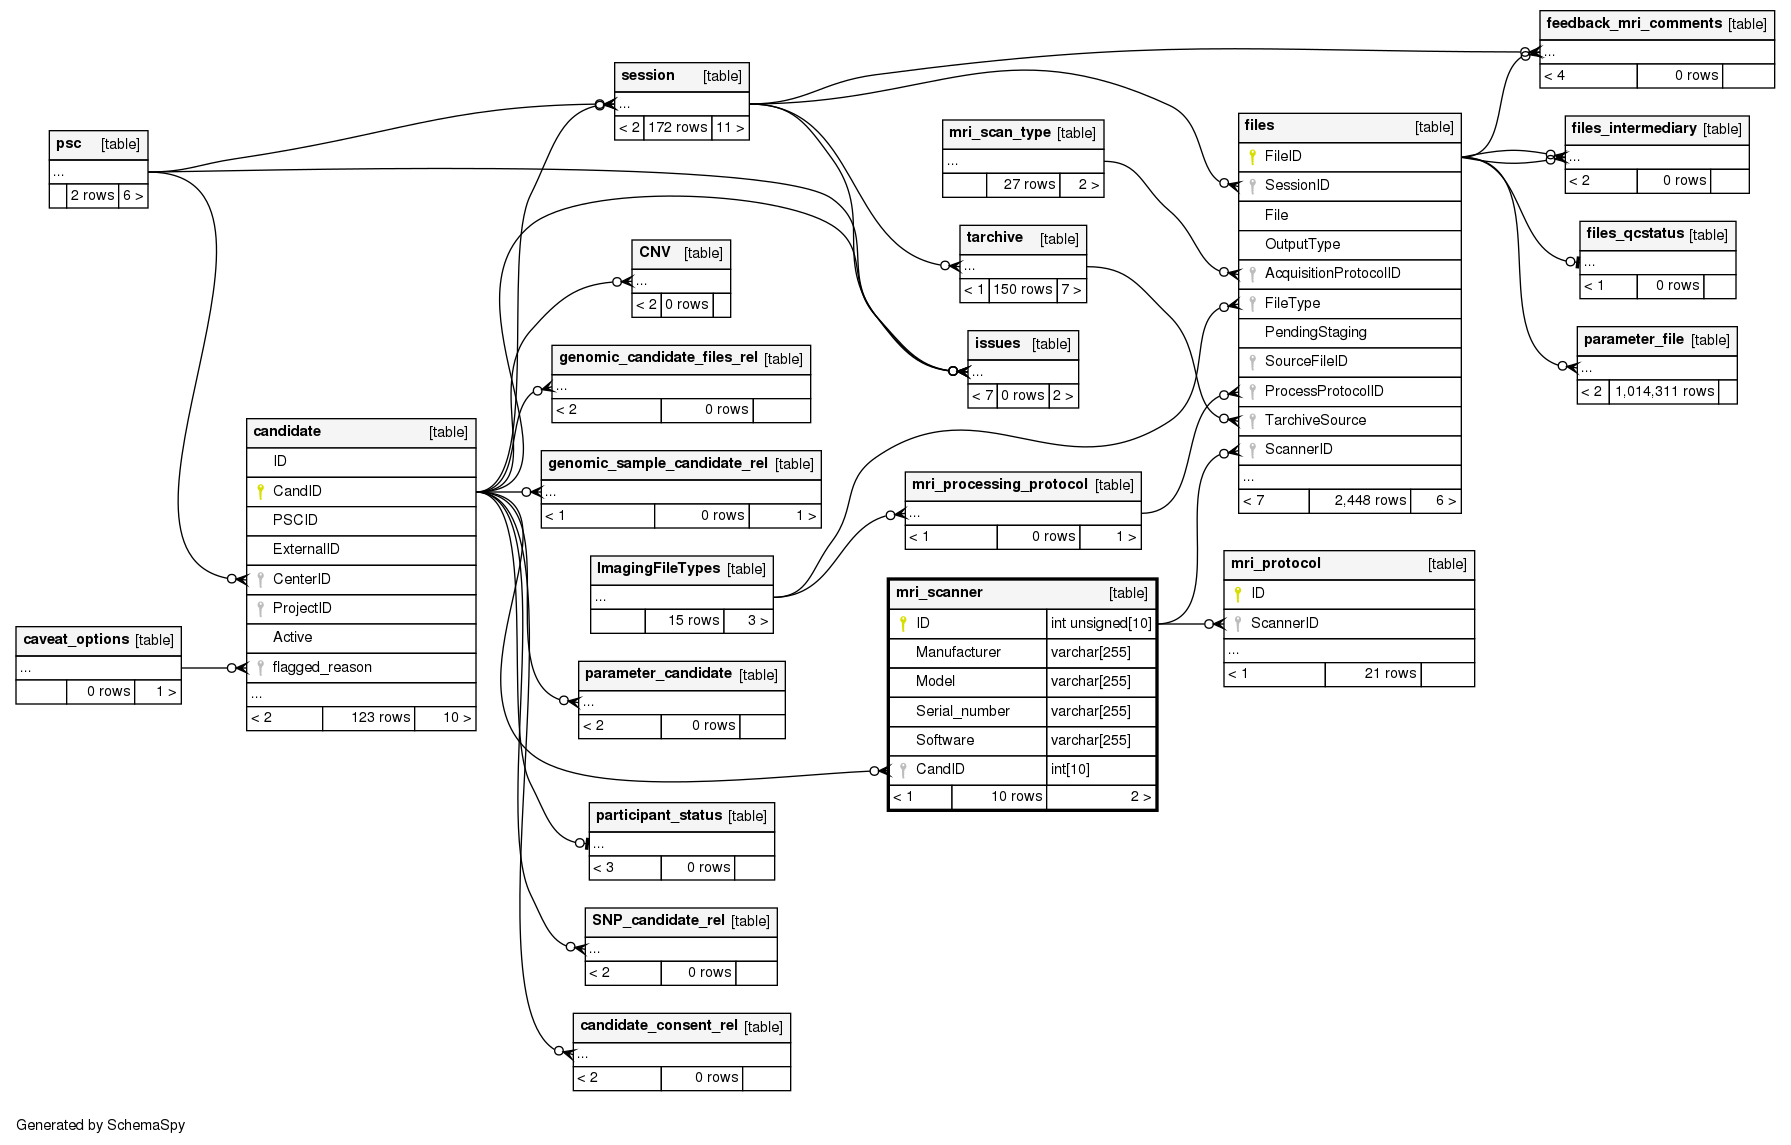 feedback_mri_comments [table]
...
< 4 0 rows
session [table]
...
< 2 172 rows 11 >
psc [table]
...
2 rows 6 >
mri_scan_type [table]
...
27 rows 2 >
files [table]
FileID
SessionID
File
OutputType
AcquisitionProtocolID
FileType
PendingStaging
SourceFileID
ProcessProtocolID
TarchiveSource
ScannerID
...
< 7 2,448 rows 6 >
files_intermediary [table]
...
< 2 0 rows
files_qcstatus [table]
...
< 1 0 rows
parameter_file [table]
...
< 2 1,014,311 rows
CNV [table]
...
< 2 0 rows
tarchive [table]
...
< 1 150 rows 7 >
issues [table]
...
< 7 0 rows 2 >
genomic_candidate_files_rel [table]
...
< 2 0 rows
candidate [table]
ID
CandID
PSCID
ExternalID
CenterID
ProjectID
Active
flagged_reason
...
< 2 123 rows 10 >
genomic_sample_candidate_rel [table]
...
< 1 0 rows 1 >
mri_processing_protocol [table]
...
< 1 0 rows 1 >
ImagingFileTypes [table]
...
15 rows 3 >
mri_protocol [table]
ID
ScannerID
...
< 1 21 rows
mri_scanner [table]
ID int unsigned[10]
Manufacturer varchar[255]
Model varchar[255]
Serial_number varchar[255]
Software varchar[255]
CandID int[10]
< 1 10 rows 2 >
caveat_options [table]
...
0 rows 1 >
parameter_candidate [table]
...
< 2 0 rows
participant_status [table]
...
< 3 0 rows
SNP_candidate_rel [table]
...
< 2 0 rows
candidate_consent_rel [table]
...
< 2 0 rows
Generated by SchemaSpy